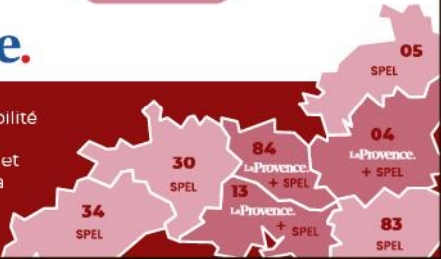 e.
05
SPEL
bilité
et
a
84
LaProvence.
+ SPEL
04
LaProvence.
+ SPEL
30
SPEL
13
LaProvence.
+ SPEL
34
SPEL
83
SPEL